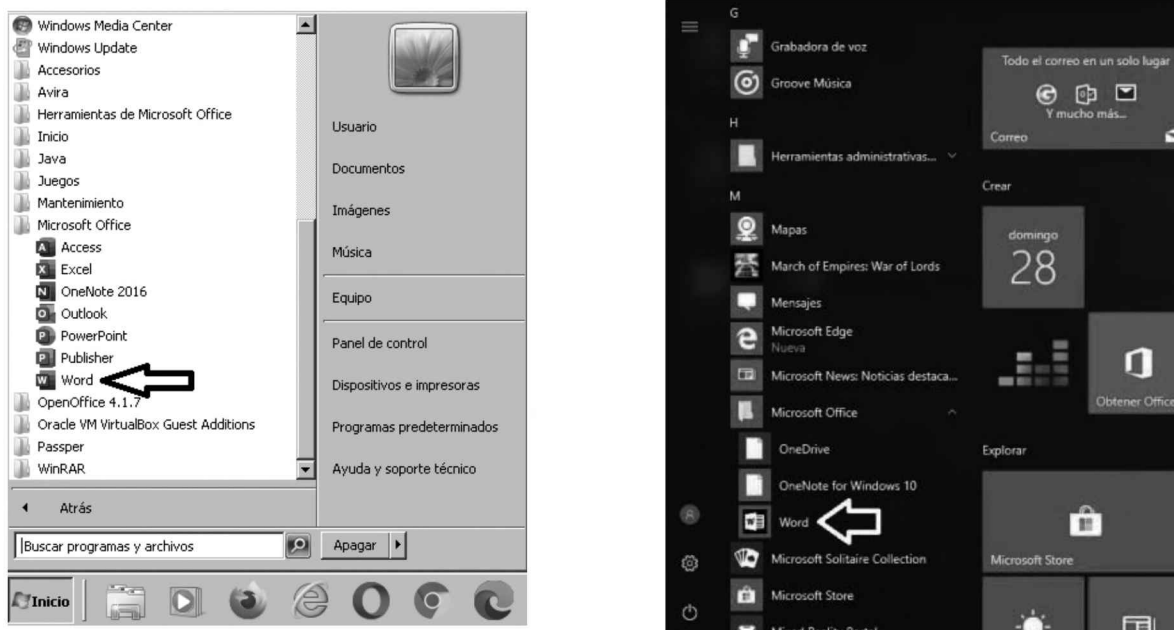 Windows Media Center
Windows Update
Accesorios
Avira
Herramientas de Microsoft Office
Inicio
Java
Juegos
Mantenimiento
Microsoft Office
Access
Excel
OneNote 2016
Outlook
PowerPoint
Publisher
Word
OpenOffice 4.1.7
Oracle VM VirtualBox Guest Additions
Passper
WinRAR
Atrás
Buscar programas y archivos
Usuario
Documentos
Imágenes
Música
Equipo
Panel de control
Dispositivos e impresoras
Programas predeterminados
Ayuda y soporte técnico
Apagar
Inicio
G
Grabadora de voz
Groove Música
H
Herramientas administrativas...
M
Mapas
March of Empires: War of Lords
Mensajes
Microsoft Edge
Nueva
Microsoft News: Noticias destaca...
Microsoft Office
OneDrive
OneNote for Windows 10
Word
Microsoft Solitaire Collection
Microsoft Store
Todo el correo en un solo lugar
Y mucho más...
Correo
Crear
domingo
28
Obtener Office
Explorar
Microsoft Store